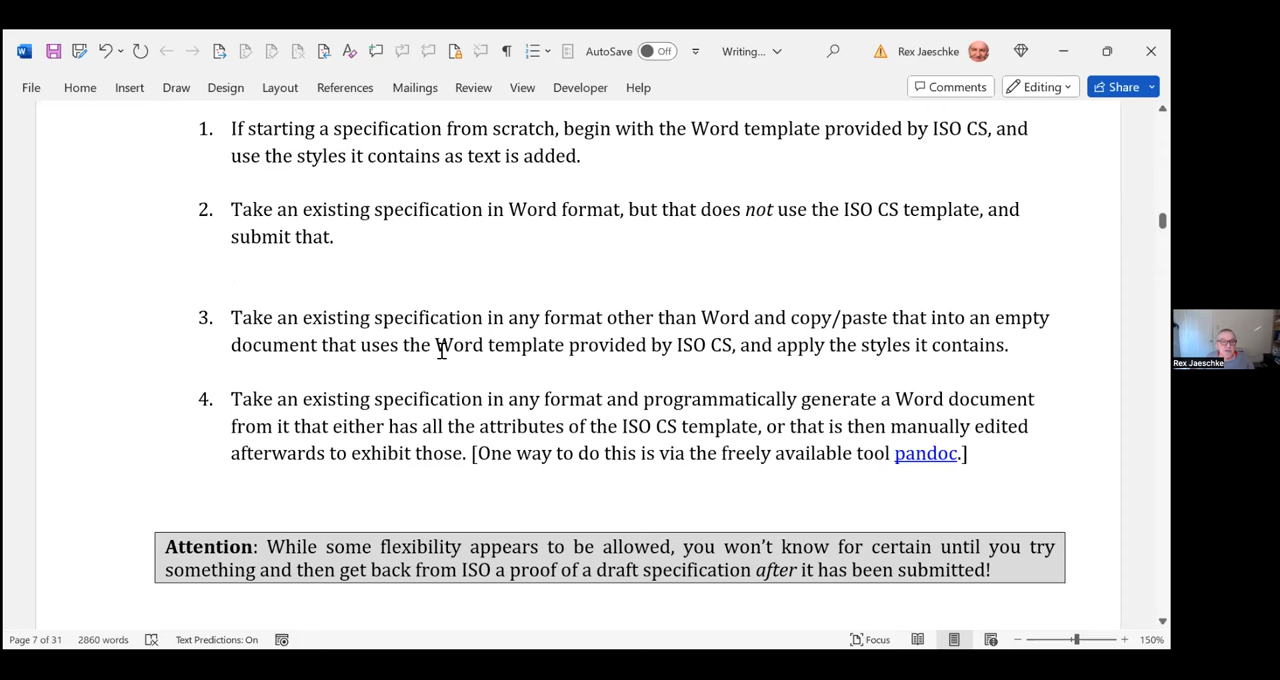 AutoSave Off Writing... Rex Jaeschke
File Home Insert Draw Design Layout References Mailings Review View Developer Help Comments Editing Share
1. If starting a specification from scratch, begin with the Word template provided by ISO CS, and
use the styles it contains as text is added.
2. Take an existing specification in Word format, but that does not use the ISO CS template, and
submit that.
3. Take an existing specification in any format other than Word and copy/paste that into an empty
document that uses the Word template provided by ISO CS, and apply the styles it contains.
4. Take an existing specification in any format and programmatically generate a Word document
from it that either has all the attributes of the ISO CS template, or that is then manually edited
afterwards to exhibit those. [One way to do this is via the freely available tool pandoc.]
Attention: While some flexibility appears to be allowed, you won't know for certain until you try
something and then get back from ISO a proof of a draft specification after it has been submitted!
Rex Jaeschke
Page 7 of 31 2860 words Text Predictions: On Focus 150%